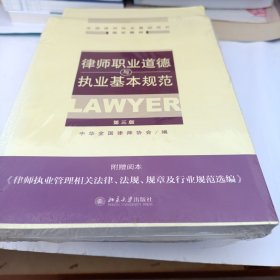 律师职业道德
与
执业基本规范
LAWYER
第三版
中华全国律师协会/编
附赠阅本
《律师执业管理相关法律、法规、规章及行业规范选编》
北京大学出版社